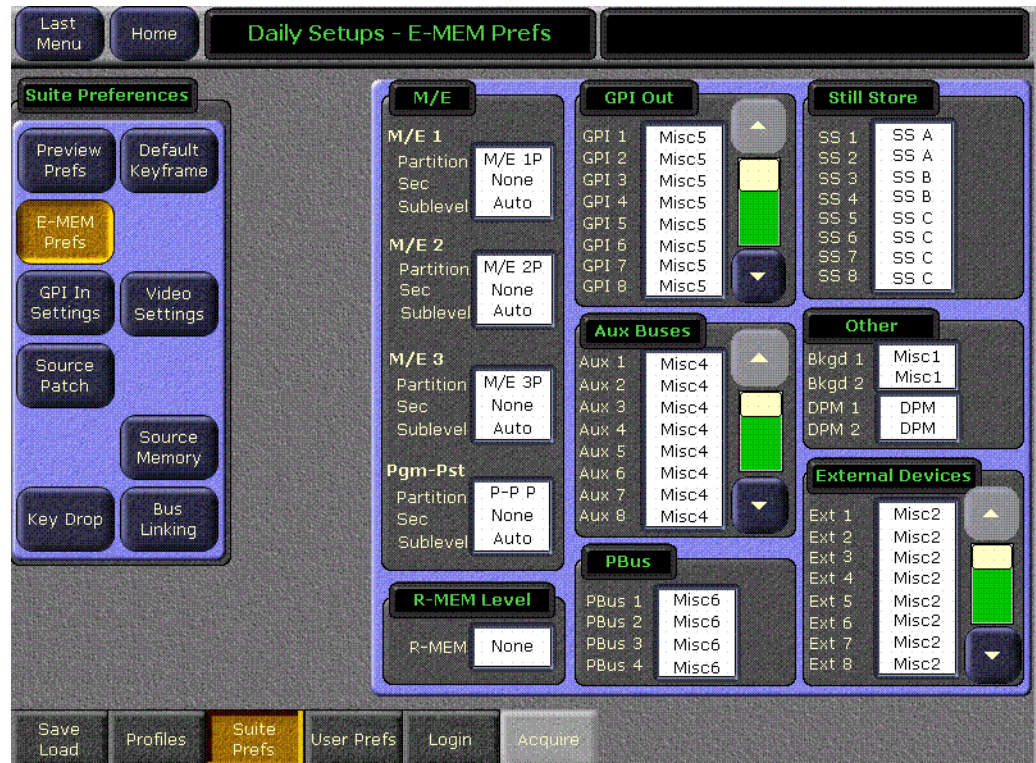 Last Menu
Home
Daily Setups - E-MEM Prefs
Suite Preferences
Preview Prefs
Default Keyframe
E-MEM Prefs
GPI In Settings
Video Settings
Source Patch
Source Memory
Key Drop
Bus Linking
M/E
M/E 1
Partition M/E 1P
Sec None
Sublevel Auto
M/E 2
Partition M/E 2P
Sec None
Sublevel Auto
M/E 3
Partition M/E 3P
Sec None
Sublevel Auto
Pgm-Pst
Partition P-P P
Sec None
Sublevel Auto
R-MEM Level
R-MEM None
GPI Out
GPI 1 Misc5
GPI 2 Misc5
GPI 3 Misc5
GPI 4 Misc5
GPI 5 Misc5
GPI 6 Misc5
GPI 7 Misc5
GPI 8 Misc5
Aux Buses
Aux 1 Misc4
Aux 2 Misc4
Aux 3 Misc4
Aux 4 Misc4
Aux 5 Misc4
Aux 6 Misc4
Aux 7 Misc4
Aux 8 Misc4
PBus
PBus 1 Misc6
PBus 2 Misc6
PBus 3 Misc6
PBus 4 Misc6
Still Store
SS 1 SS A
SS 2 SS A
SS 3 SS B
SS 4 SS B
SS 5 SS C
SS 6 SS C
SS 7 SS C
SS 8 SS C
Other
Bkgd 1 Misc1
Bkgd 2 Misc1
DPM 1 DPM
DPM 2 DPM
External Devices
Ext 1 Misc2
Ext 2 Misc2
Ext 3 Misc2
Ext 4 Misc2
Ext 5 Misc2
Ext 6 Misc2
Ext 7 Misc2
Ext 8 Misc2
Save Load
Profiles
Suite Prefs
User Prefs
Login
Acquire